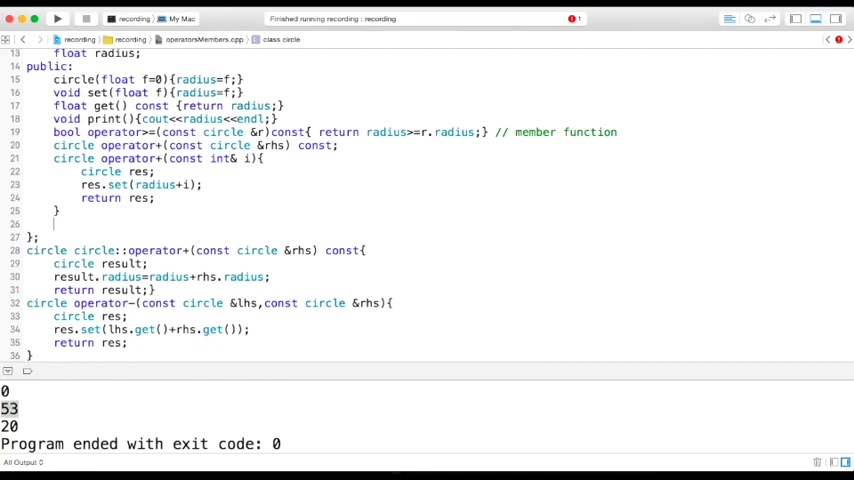 recording > My Mac Finished running recording : recording 1
recording > recording > operatorsMembers.cpp > class circle
13 float radius;
14 public:
15 circle(float f=0){radius=f;}
16 void set(float f){radius=f;}
17 float get() const {return radius;}
18 void print(){cout<<radius<<endl;}
19 bool operator>=(const circle &r)const{ return radius>=r.radius;} // member function
20 circle operator+(const circle &rhs) const;
21 circle operator+(const int& i){
22 circle res;
23 res.set(radius+i);
24 return res;
25 }
26
27 };
28 circle circle::operator+(const circle &rhs) const{
29 circle result;
30 result.radius=radius+rhs.radius;
31 return result;}
32 circle operator-(const circle &lhs,const circle &rhs){
33 circle res;
34 res.set(lhs.get()+rhs.get());
35 return res;
36 }
0
53
20
Program ended with exit code: 0
All Output